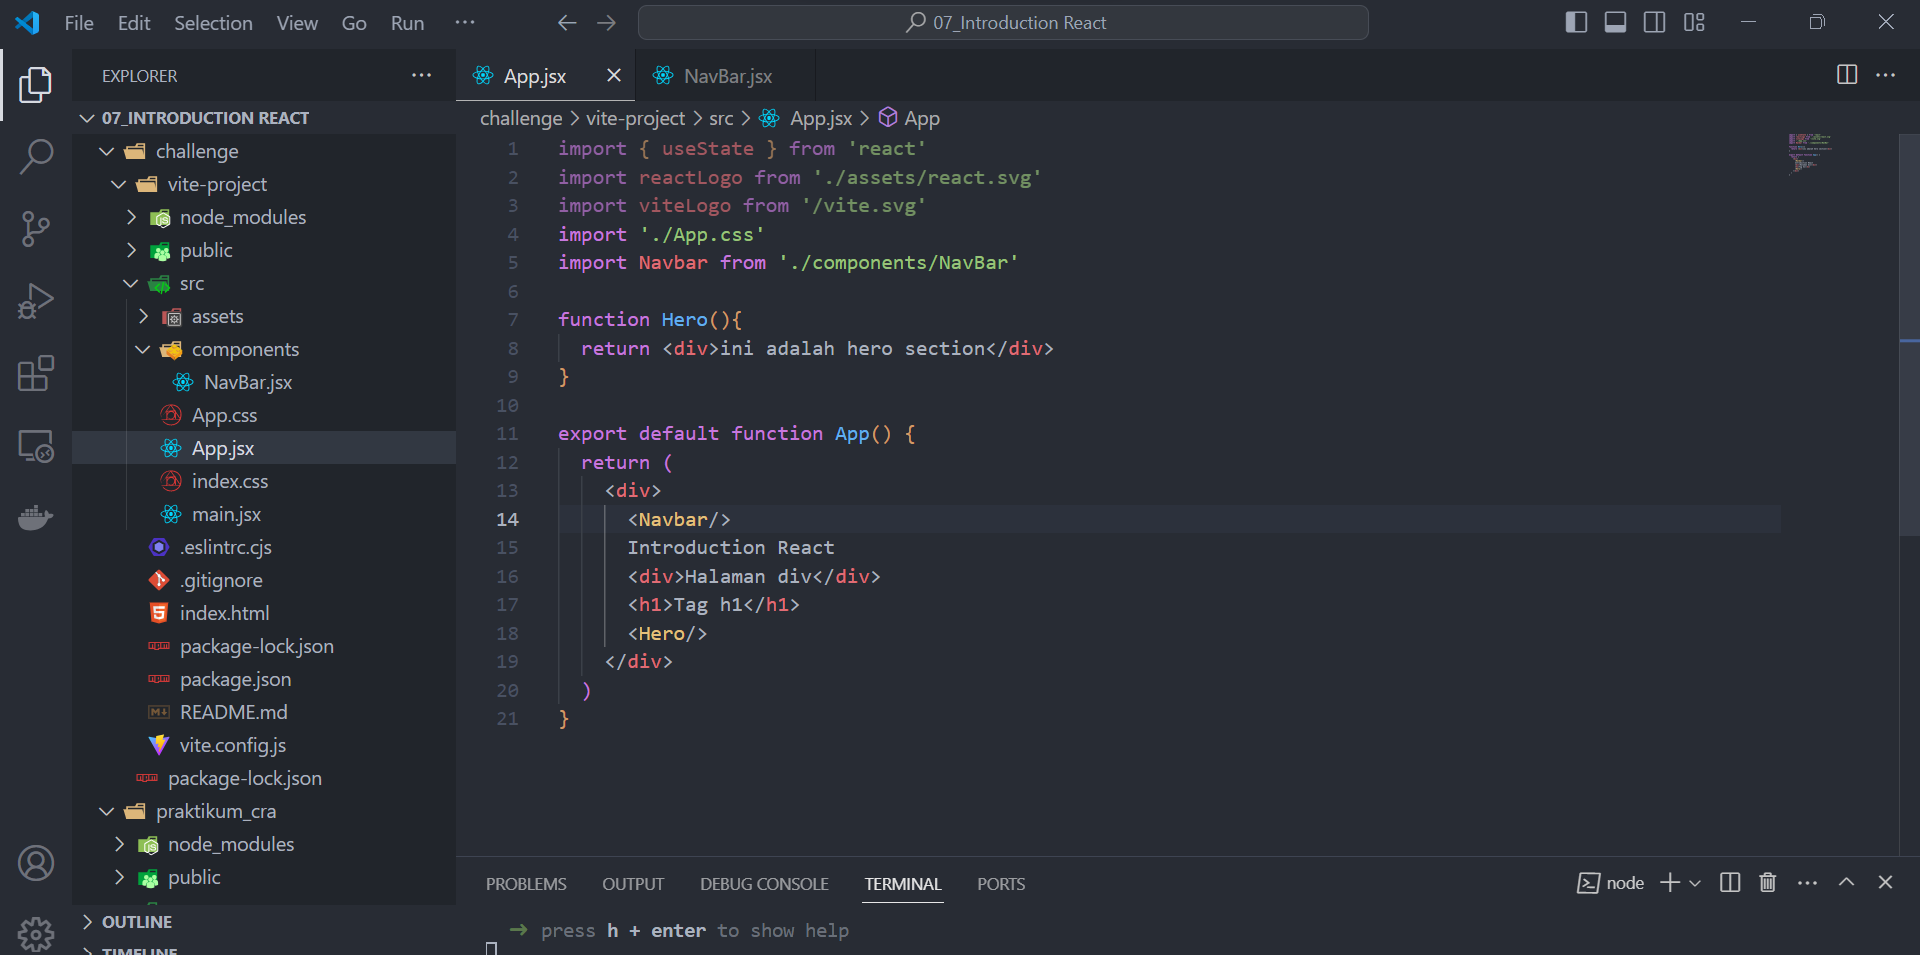 File Edit Selection View Go Run ··· ← → 07_Introduction React
EXPLORER ···
07_INTRODUCTION REACT
challenge
vite-project
node_modules
public
src
assets
components
NavBar.jsx
App.css
App.jsx
index.css
main.jsx
.eslintrc.cjs
.gitignore
index.html
package-lock.json
package.json
README.md
vite.config.js
package-lock.json
praktikum_cra
node_modules
public
OUTLINE
TIMELINE
App.jsx NavBar.jsx
challenge > vite-project > src > App.jsx > App
1 import { useState } from 'react'
2 import reactLogo from './assets/react.svg'
3 import viteLogo from '/vite.svg'
4 import './App.css'
5 import Navbar from './components/NavBar'
6
7 function Hero(){
8 return <div>ini adalah hero section</div>
9 }
10
11 export default function App() {
12 return (
13 <div>
14 <Navbar/>
15 Introduction React
16 <div>Halaman div</div>
17 <h1>Tag h1</h1>
18 <Hero/>
19 </div>
20 )
21 }
PROBLEMS OUTPUT DEBUG CONSOLE TERMINAL PORTS node
➜ press h + enter to show help